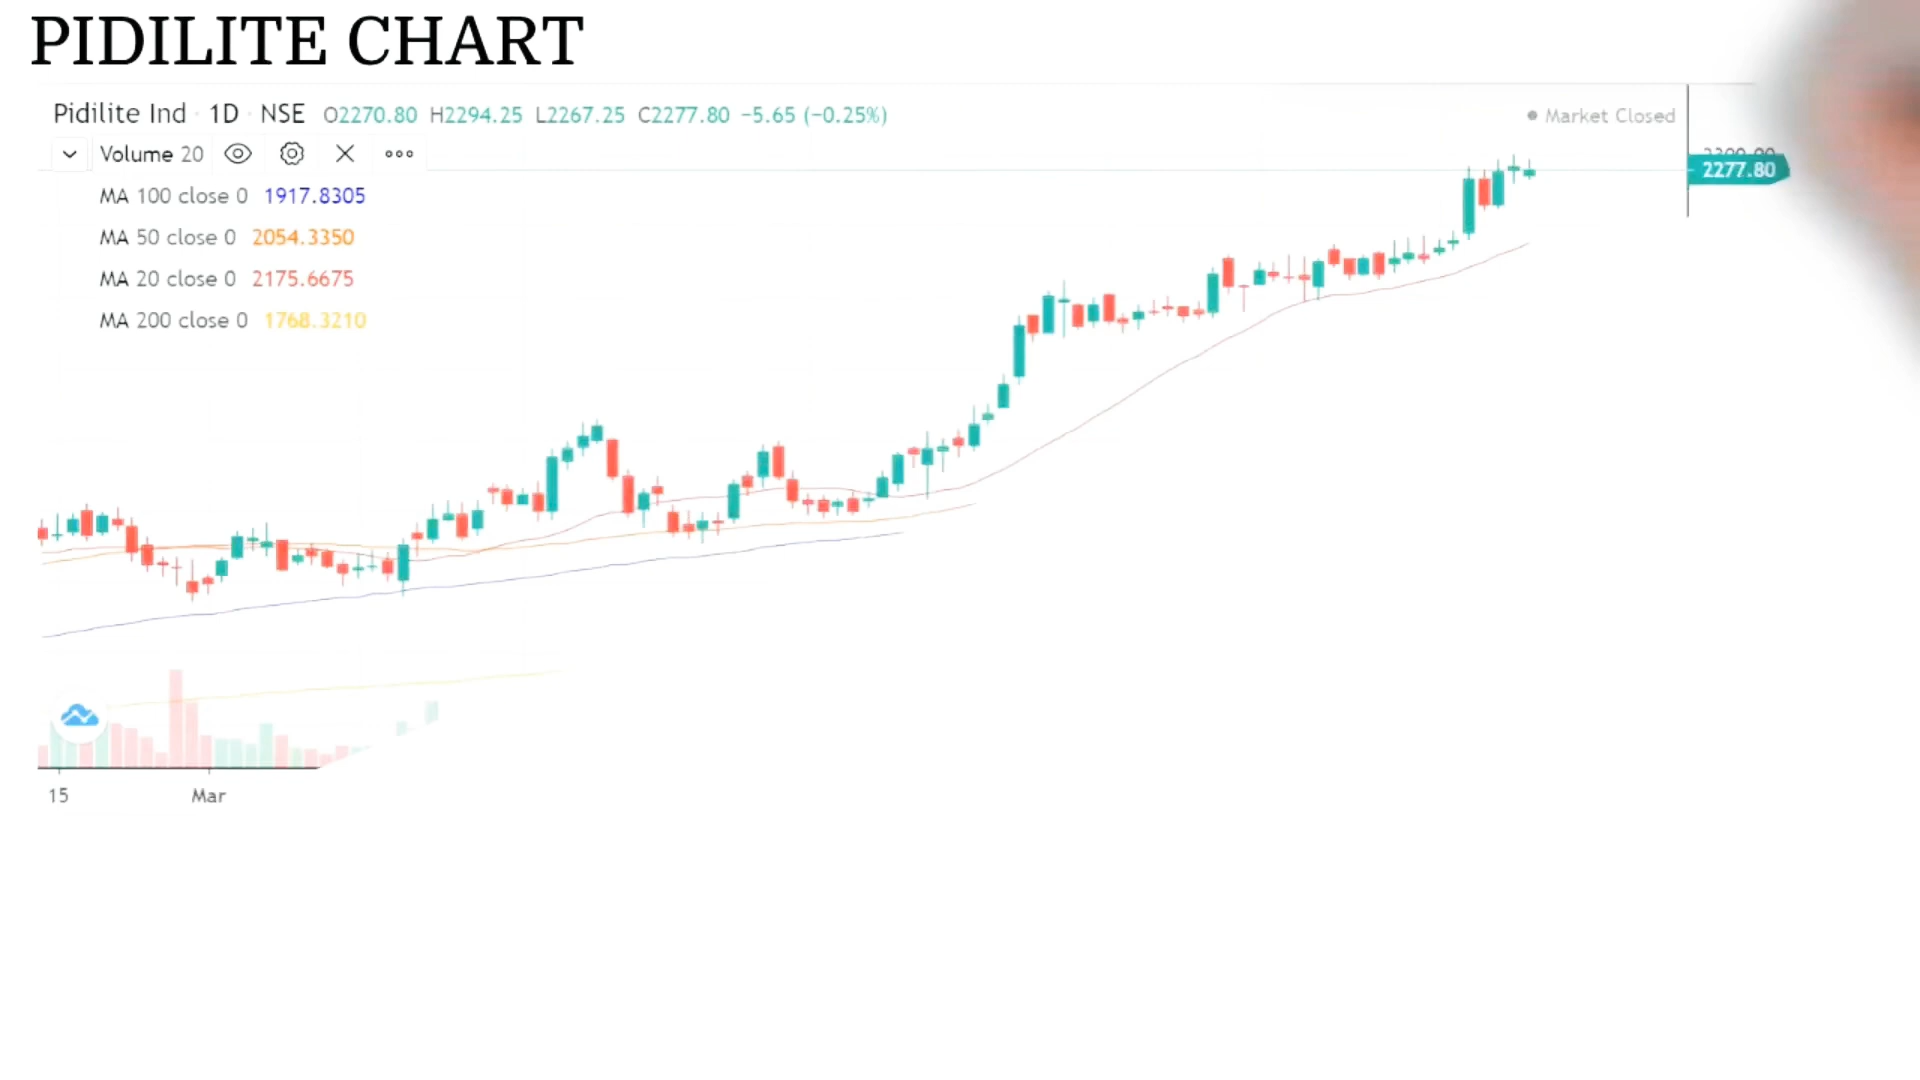 PIDILITE CHART
Pidilite Ind · 1D · NSE O2270.80 H2294.25 L2267.25 C2277.80 −5.65 (−0.25%)
Market Closed
Volume 20
2277.80
MA 100 close 0 1917.8305
MA 50 close 0 2054.3350
MA 20 close 0 2175.6675
MA 200 close 0 1768.3210
15 Mar